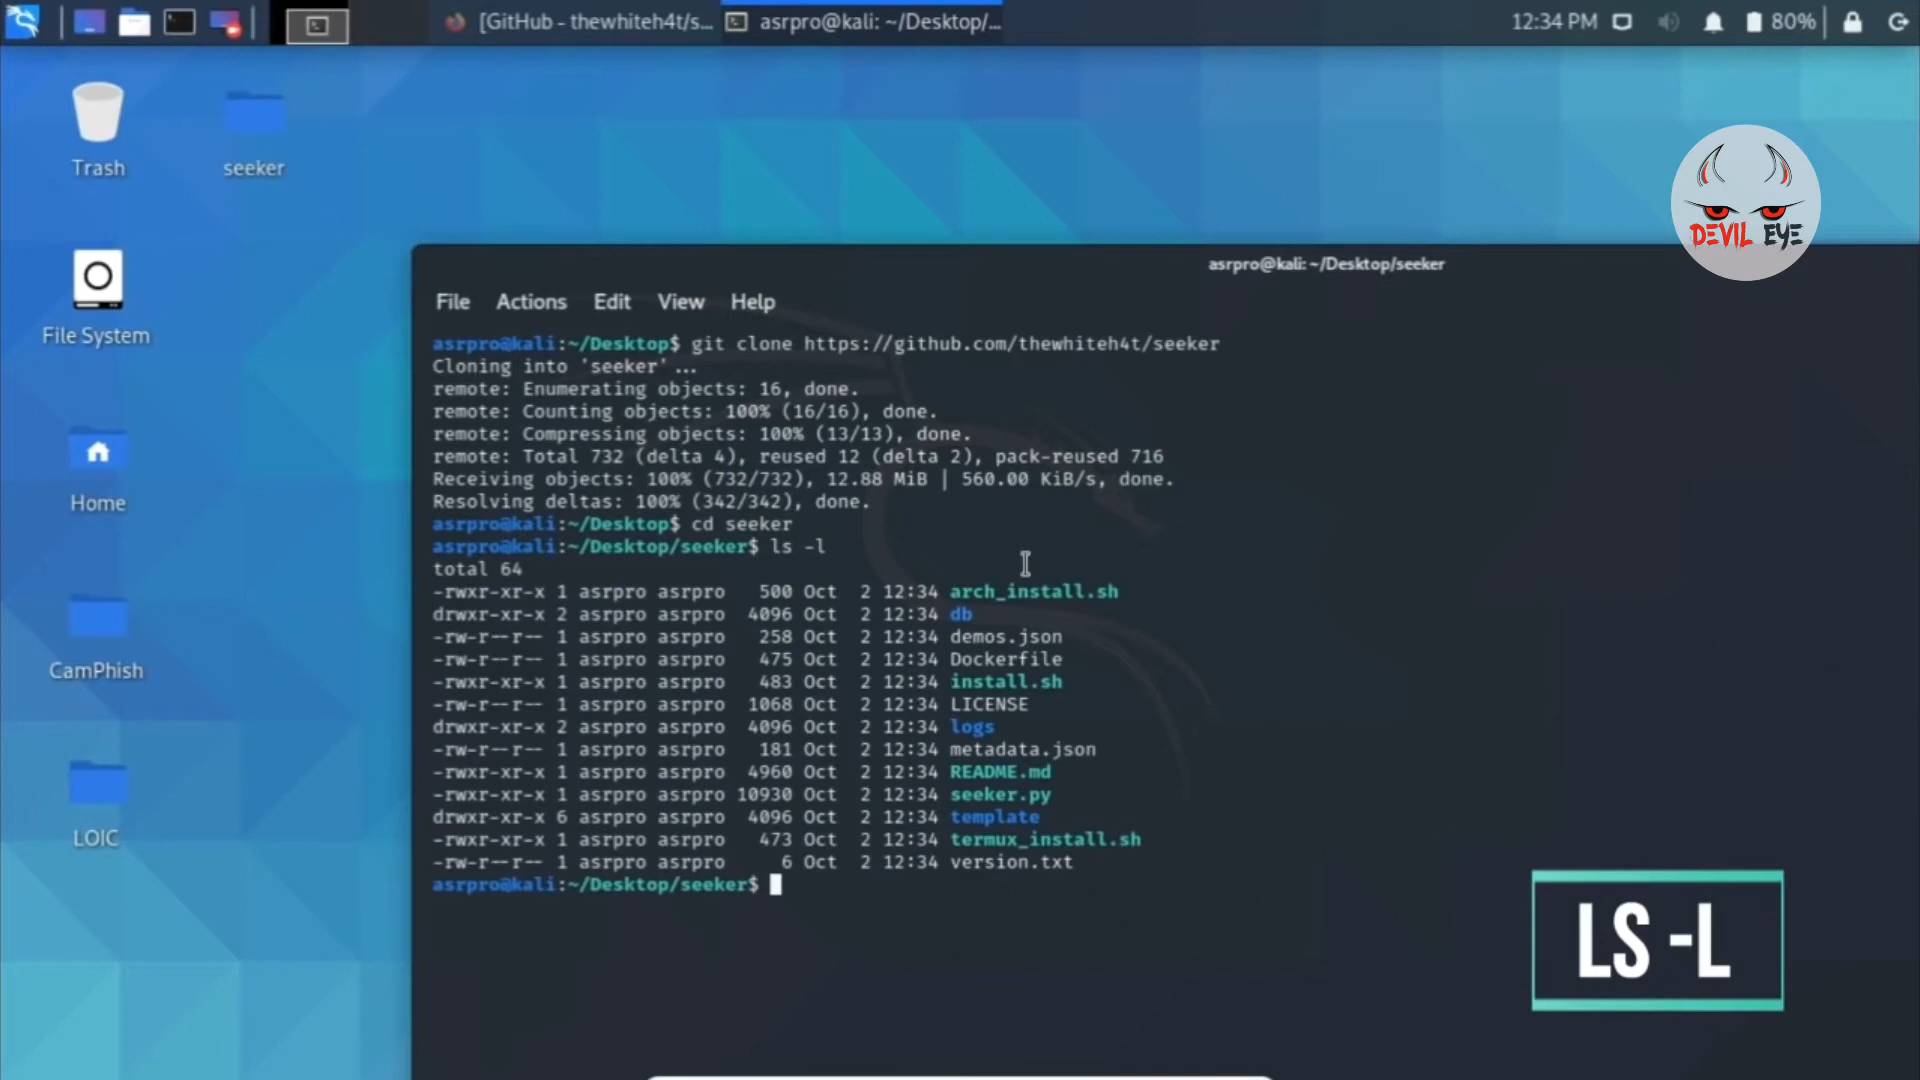 [GitHub - thewhiteh4t/s...
asrpro@kali: ~/Desktop/...
12:34 PM
80%
Trash
seeker
DEVIL EYE
asrpro@kali: ~/Desktop/seeker
File Actions Edit View Help
File System
Home
CamPhish
LOIC
asrpro@kali:~/Desktop$ git clone https://github.com/thewhiteh4t/seeker
Cloning into 'seeker'...
remote: Enumerating objects: 16, done.
remote: Counting objects: 100% (16/16), done.
remote: Compressing objects: 100% (13/13), done.
remote: Total 732 (delta 4), reused 12 (delta 2), pack-reused 716
Receiving objects: 100% (732/732), 12.88 MiB | 560.00 KiB/s, done.
Resolving deltas: 100% (342/342), done.
asrpro@kali:~/Desktop$ cd seeker
asrpro@kali:~/Desktop/seeker$ ls -l
total 64
-rwxr-xr-x 1 asrpro asrpro   500 Oct  2 12:34 arch_install.sh
drwxr-xr-x 2 asrpro asrpro  4096 Oct  2 12:34 db
-rw-r--r-- 1 asrpro asrpro   258 Oct  2 12:34 demos.json
-rw-r--r-- 1 asrpro asrpro   475 Oct  2 12:34 Dockerfile
-rwxr-xr-x 1 asrpro asrpro   483 Oct  2 12:34 install.sh
-rw-r--r-- 1 asrpro asrpro  1068 Oct  2 12:34 LICENSE
drwxr-xr-x 2 asrpro asrpro  4096 Oct  2 12:34 logs
-rw-r--r-- 1 asrpro asrpro   181 Oct  2 12:34 metadata.json
-rwxr-xr-x 1 asrpro asrpro  4960 Oct  2 12:34 README.md
-rwxr-xr-x 1 asrpro asrpro 10930 Oct  2 12:34 seeker.py
drwxr-xr-x 6 asrpro asrpro  4096 Oct  2 12:34 template
-rwxr-xr-x 1 asrpro asrpro   473 Oct  2 12:34 termux_install.sh
-rw-r--r-- 1 asrpro asrpro     6 Oct  2 12:34 version.txt
asrpro@kali:~/Desktop/seeker$
LS -L